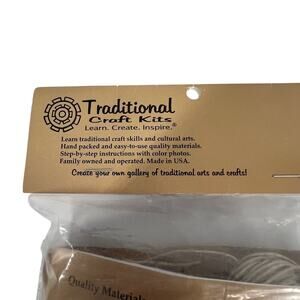 Traditional
Craft Kits
Learn. Create. Inspire.®
Learn traditional craft skills and cultural arts.
Hand packed and easy-to-use quality materials.
Step-by-step instructions with color photos.
Family owned and operated. Made in USA.
Create your own gallery of traditional arts and crafts!
Quality Materials